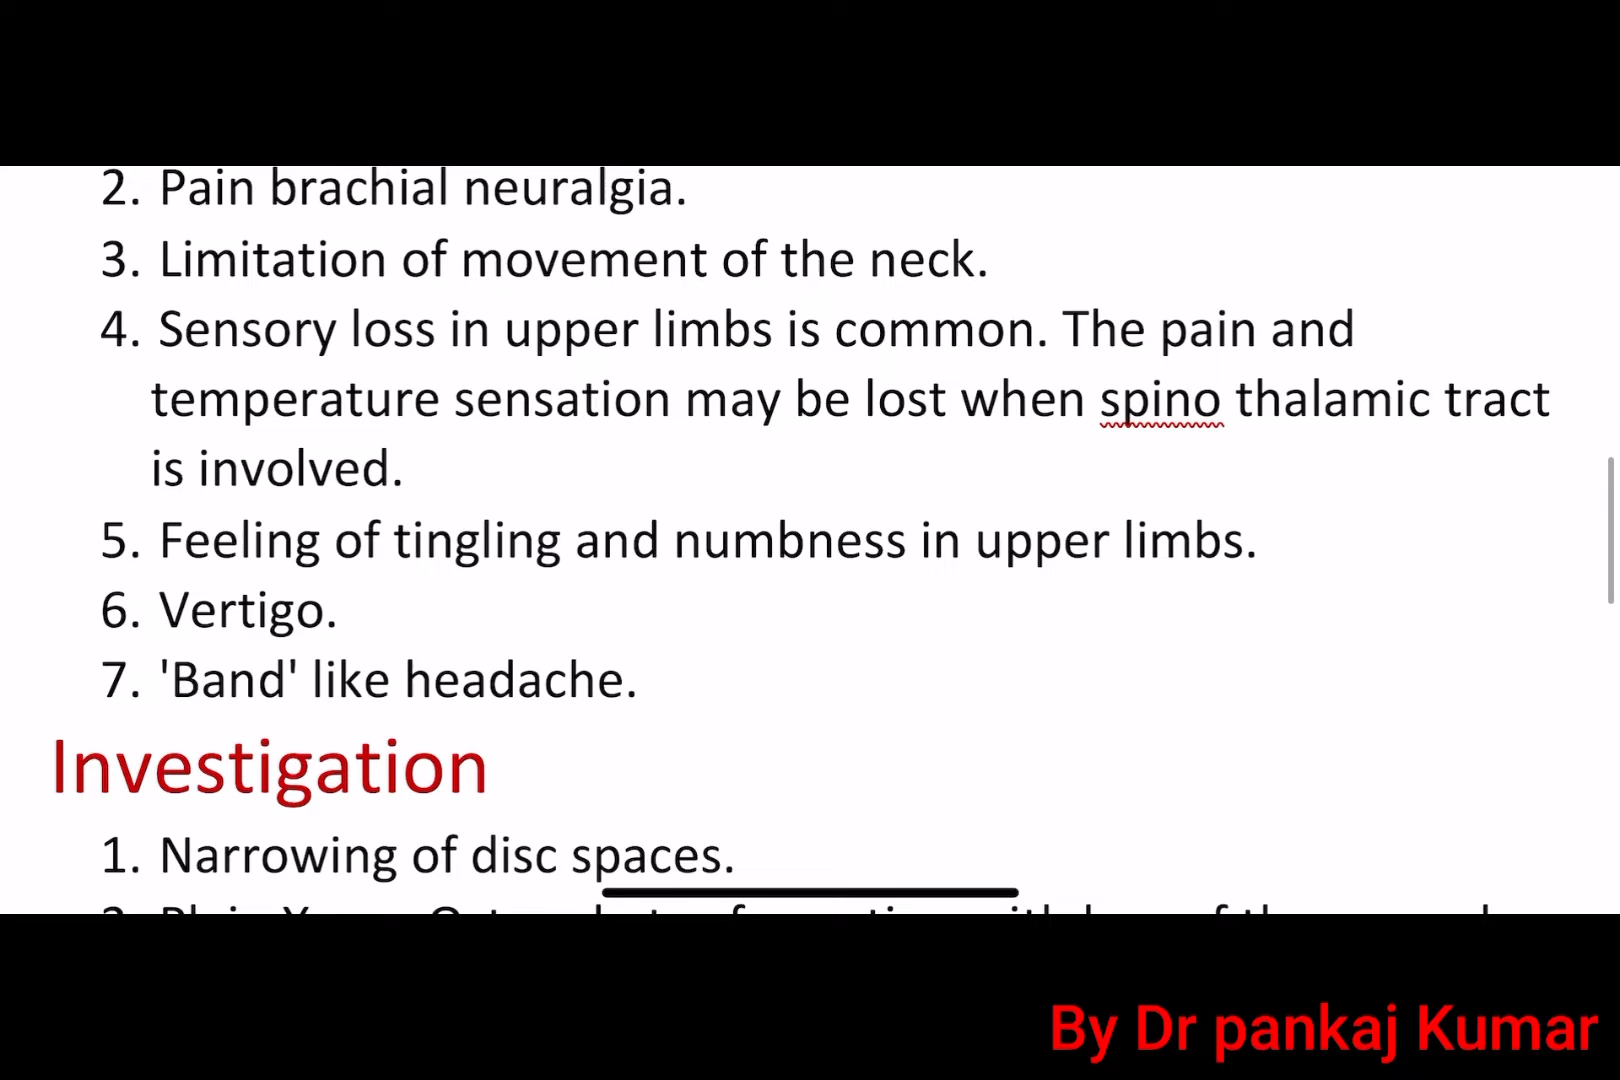 2. Pain brachial neuralgia.
3. Limitation of movement of the neck.
4. Sensory loss in upper limbs is common. The pain and
temperature sensation may be lost when spino thalamic tract
is involved.
5. Feeling of tingling and numbness in upper limbs.
6. Vertigo.
7. 'Band' like headache.
Investigation
1. Narrowing of disc spaces.
By Dr pankaj Kumar